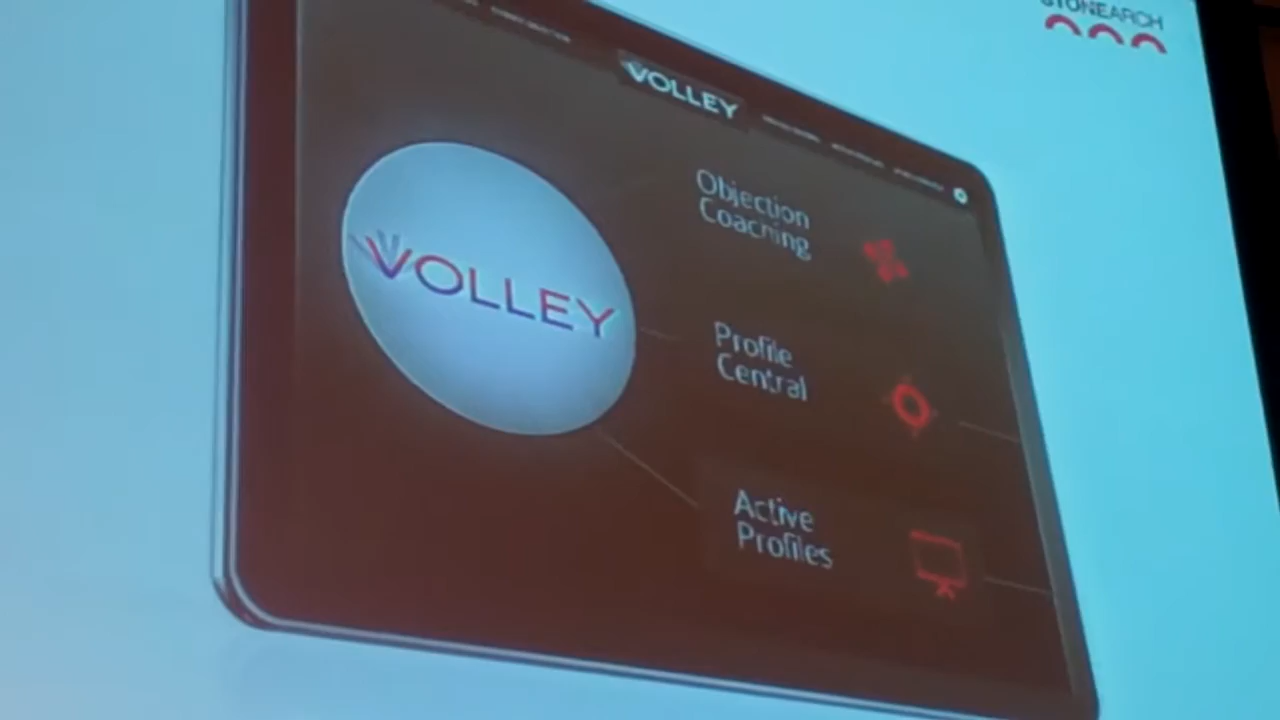 STONEARCH
VOLLEY
VOLLEY
Objection
Coaching
Profile
Central
Active
Profiles